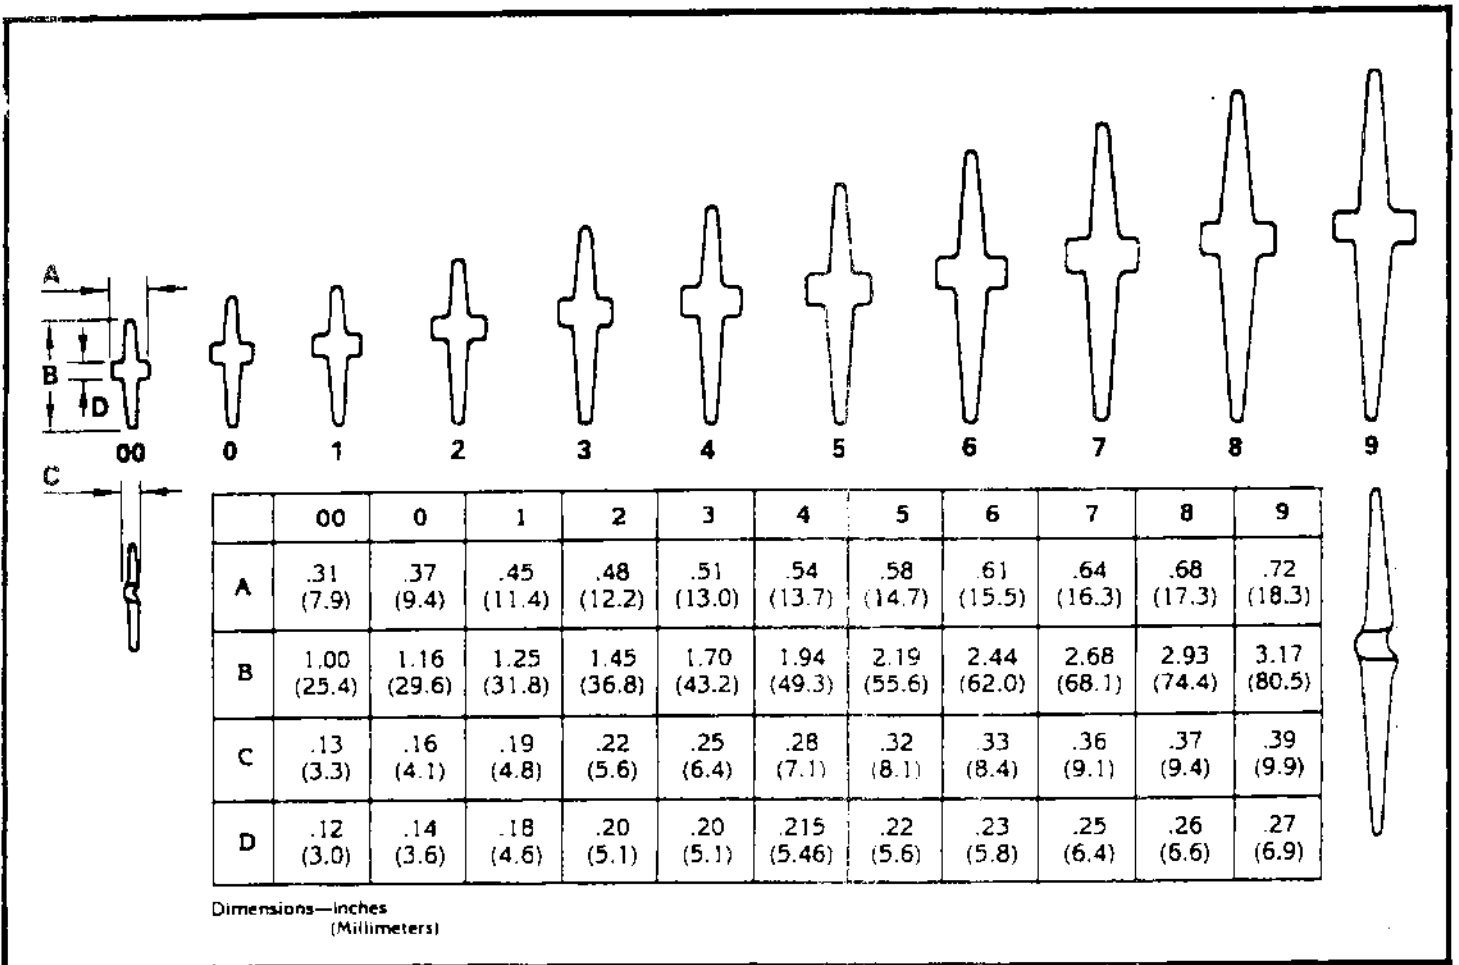 A
B
D
00 0 1 2 3 4 5 6 7 8 9
C
00 0 1 2 3 4 5 6 7 8 9
A .31 .37 .45 .48 .51 .54 .58 .61 .64 .68 .72
(7.9) (9.4) (11.4) (12.2) (13.0) (13.7) (14.7) (15.5) (16.3) (17.3) (18.3)
B 1.00 1.16 1.25 1.45 1.70 1.94 2.19 2.44 2.68 2.93 3.17
(25.4) (29.6) (31.8) (36.8) (43.2) (49.3) (55.6) (62.0) (68.1) (74.4) (80.5)
C .13 .16 .19 .22 .25 .28 .32 .33 .36 .37 .39
(3.3) (4.1) (4.8) (5.6) (6.4) (7.1) (8.1) (8.4) (9.1) (9.4) (9.9)
D .12 .14 .18 .20 .20 .215 .22 .23 .25 .26 .27
(3.0) (3.6) (4.6) (5.1) (5.1) (5.46) (5.6) (5.8) (6.4) (6.6) (6.9)
Dimensions—Inches
(Millimeters)